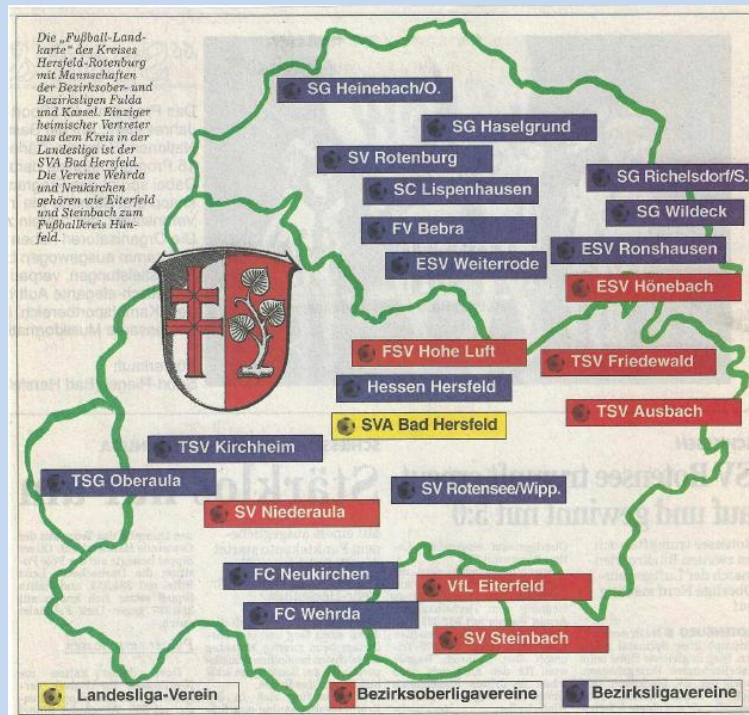 Die „Fußball-Land-
karte“ des Kreises
Hersfeld-Rotenburg
mit Mannschaften
der Bezirksober- und
Bezirksligen Fulda
und Kassel. Einziger
heimischer Vertreter
aus dem Kreis in der
Landesliga ist der
SVA Bad Hersfeld.
Die Vereine Wehrda
und Neukirchen
gehören wie Eiterfeld
und Steinbach zum
Fußballkreis Hün-
feld.
SG Heinebach/O.
SG Haselgrund
SV Rotenburg
SG Richelsdorf/S.
SC Lispenhausen
SG Wildeck
FV Bebra
ESV Ronshausen
ESV Weiterrode
ESV Hönebach
FSV Hohe Luft
TSV Friedewald
Hessen Hersfeld
TSV Ausbach
SVA Bad Hersfeld
TSV Kirchheim
TSG Oberaula
SV Rotensee/Wipp.
SV Niederaula
FC Neukirchen
VfL Eiterfeld
FC Wehrda
SV Steinbach
Landesliga-Verein
Bezirksoberligavereine
Bezirksligavereine